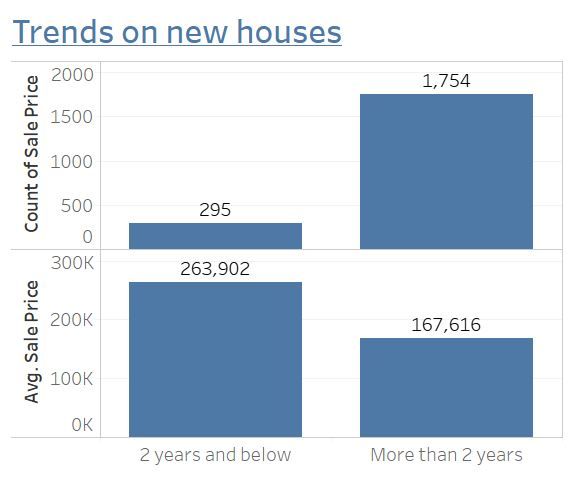 Trends on new houses
Count of Sale Price
2000
1500
1000
500
0
295
1,754
Avg. Sale Price
300K
200K
100K
0K
263,902
167,616
2 years and below
More than 2 years